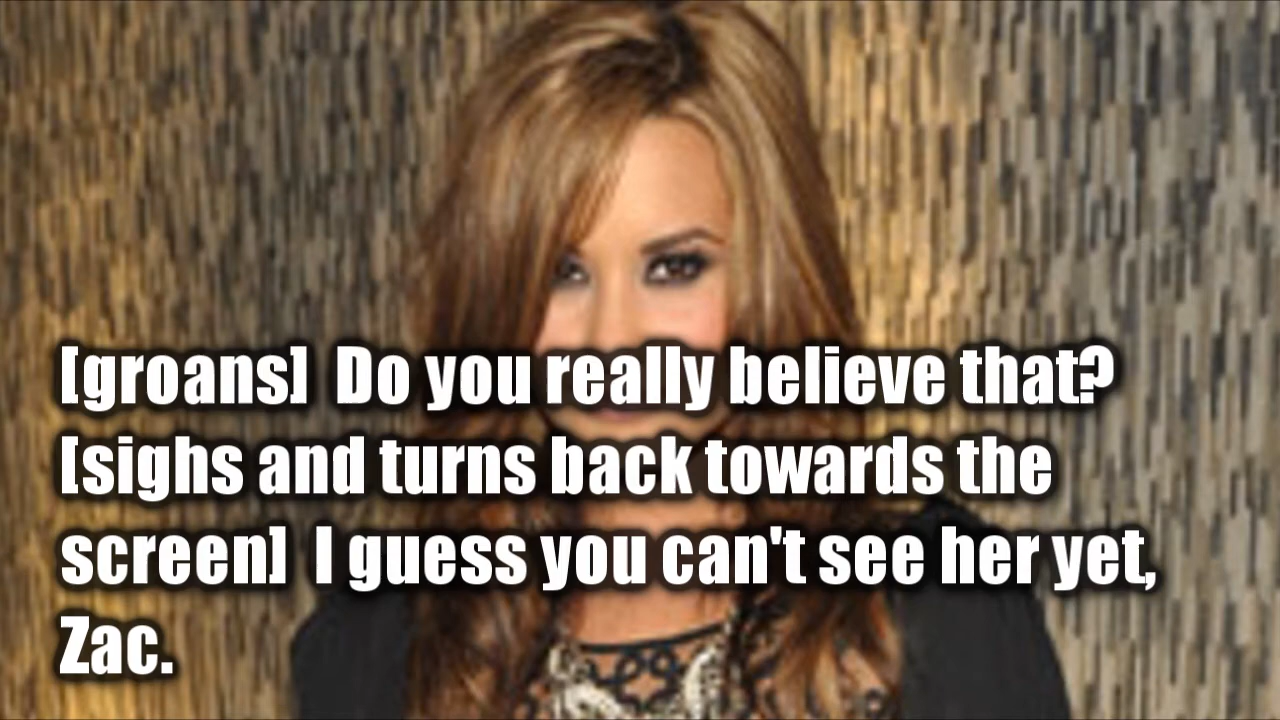 [groans]  Do you really believe that?
[sighs and turns back towards the
screen]  I guess you can't see her yet,
Zac.